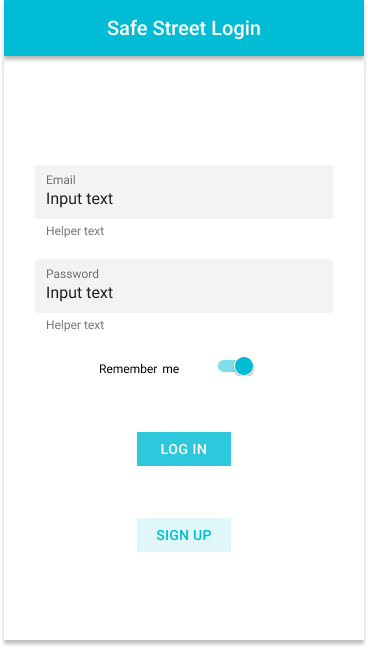 Safe Street Login
Email
Input text
Helper text
Password
Input text
Helper text
Remember me
LOG IN
SIGN UP